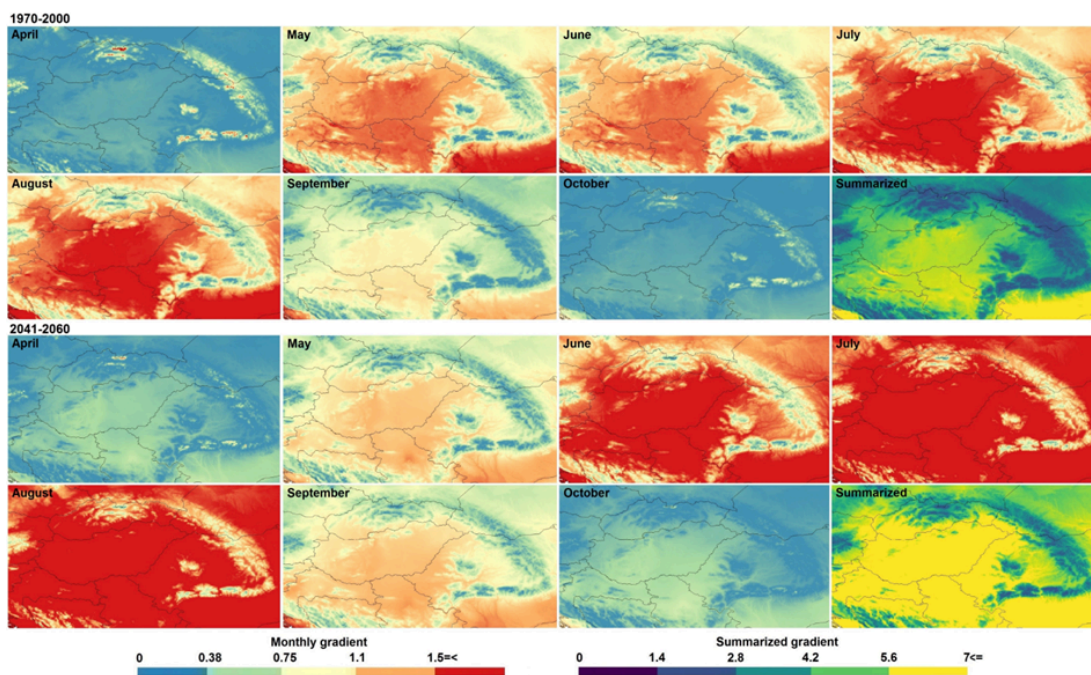 1970-2000
April May June July
August September October Summarized
2041-2060
April May June July
August September October Summarized
Monthly gradient Summarized gradient
0 0.38 0.75 1.1 1.5=< 0 1.4 2.8 4.2 5.6 7<=